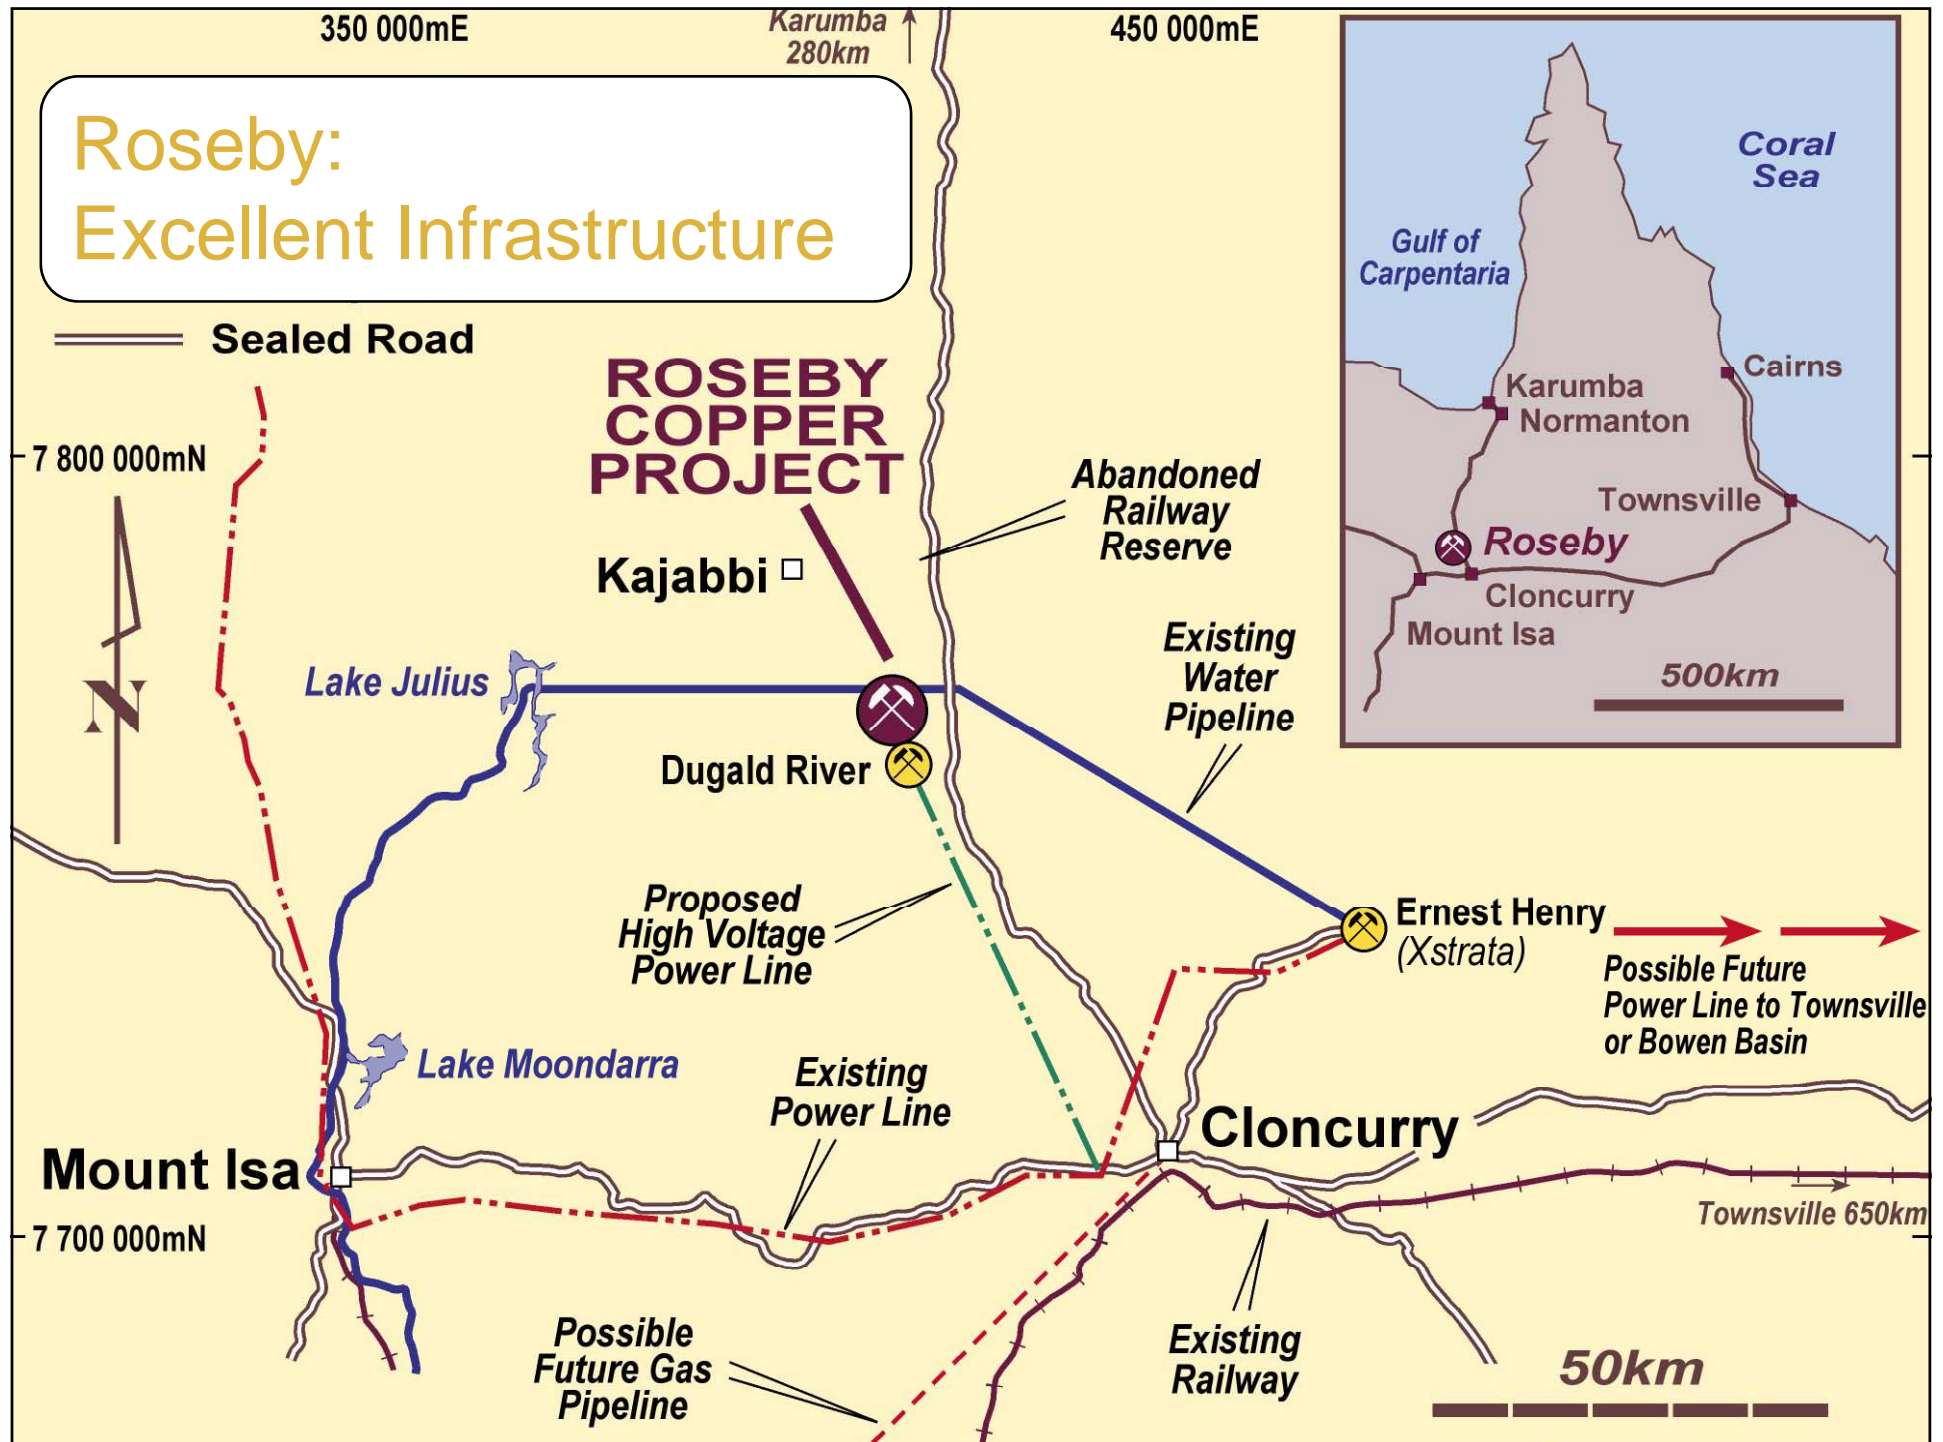 350 000mE
Karumba
280km
450 000mE
Roseby:
Excellent Infrastructure
Sealed Road
7 800 000mN
N
ROSEBY
COPPER
PROJECT
Kajabbi
Abandoned
Railway
Reserve
Lake Julius
Existing
Water
Pipeline
Dugald River
Proposed
High Voltage
Power Line
Ernest Henry
(Xstrata)
Possible Future
Power Line to Townsville
or Bowen Basin
Lake Moondarra
Existing
Power Line
Mount Isa
Cloncurry
Townsville 650km
7 700 000mN
Possible
Future Gas
Pipeline
Existing
Railway
50km
Coral
Sea
Gulf of
Carpentaria
Cairns
Karumba
Normanton
Townsville
Roseby
Cloncurry
Mount Isa
500km